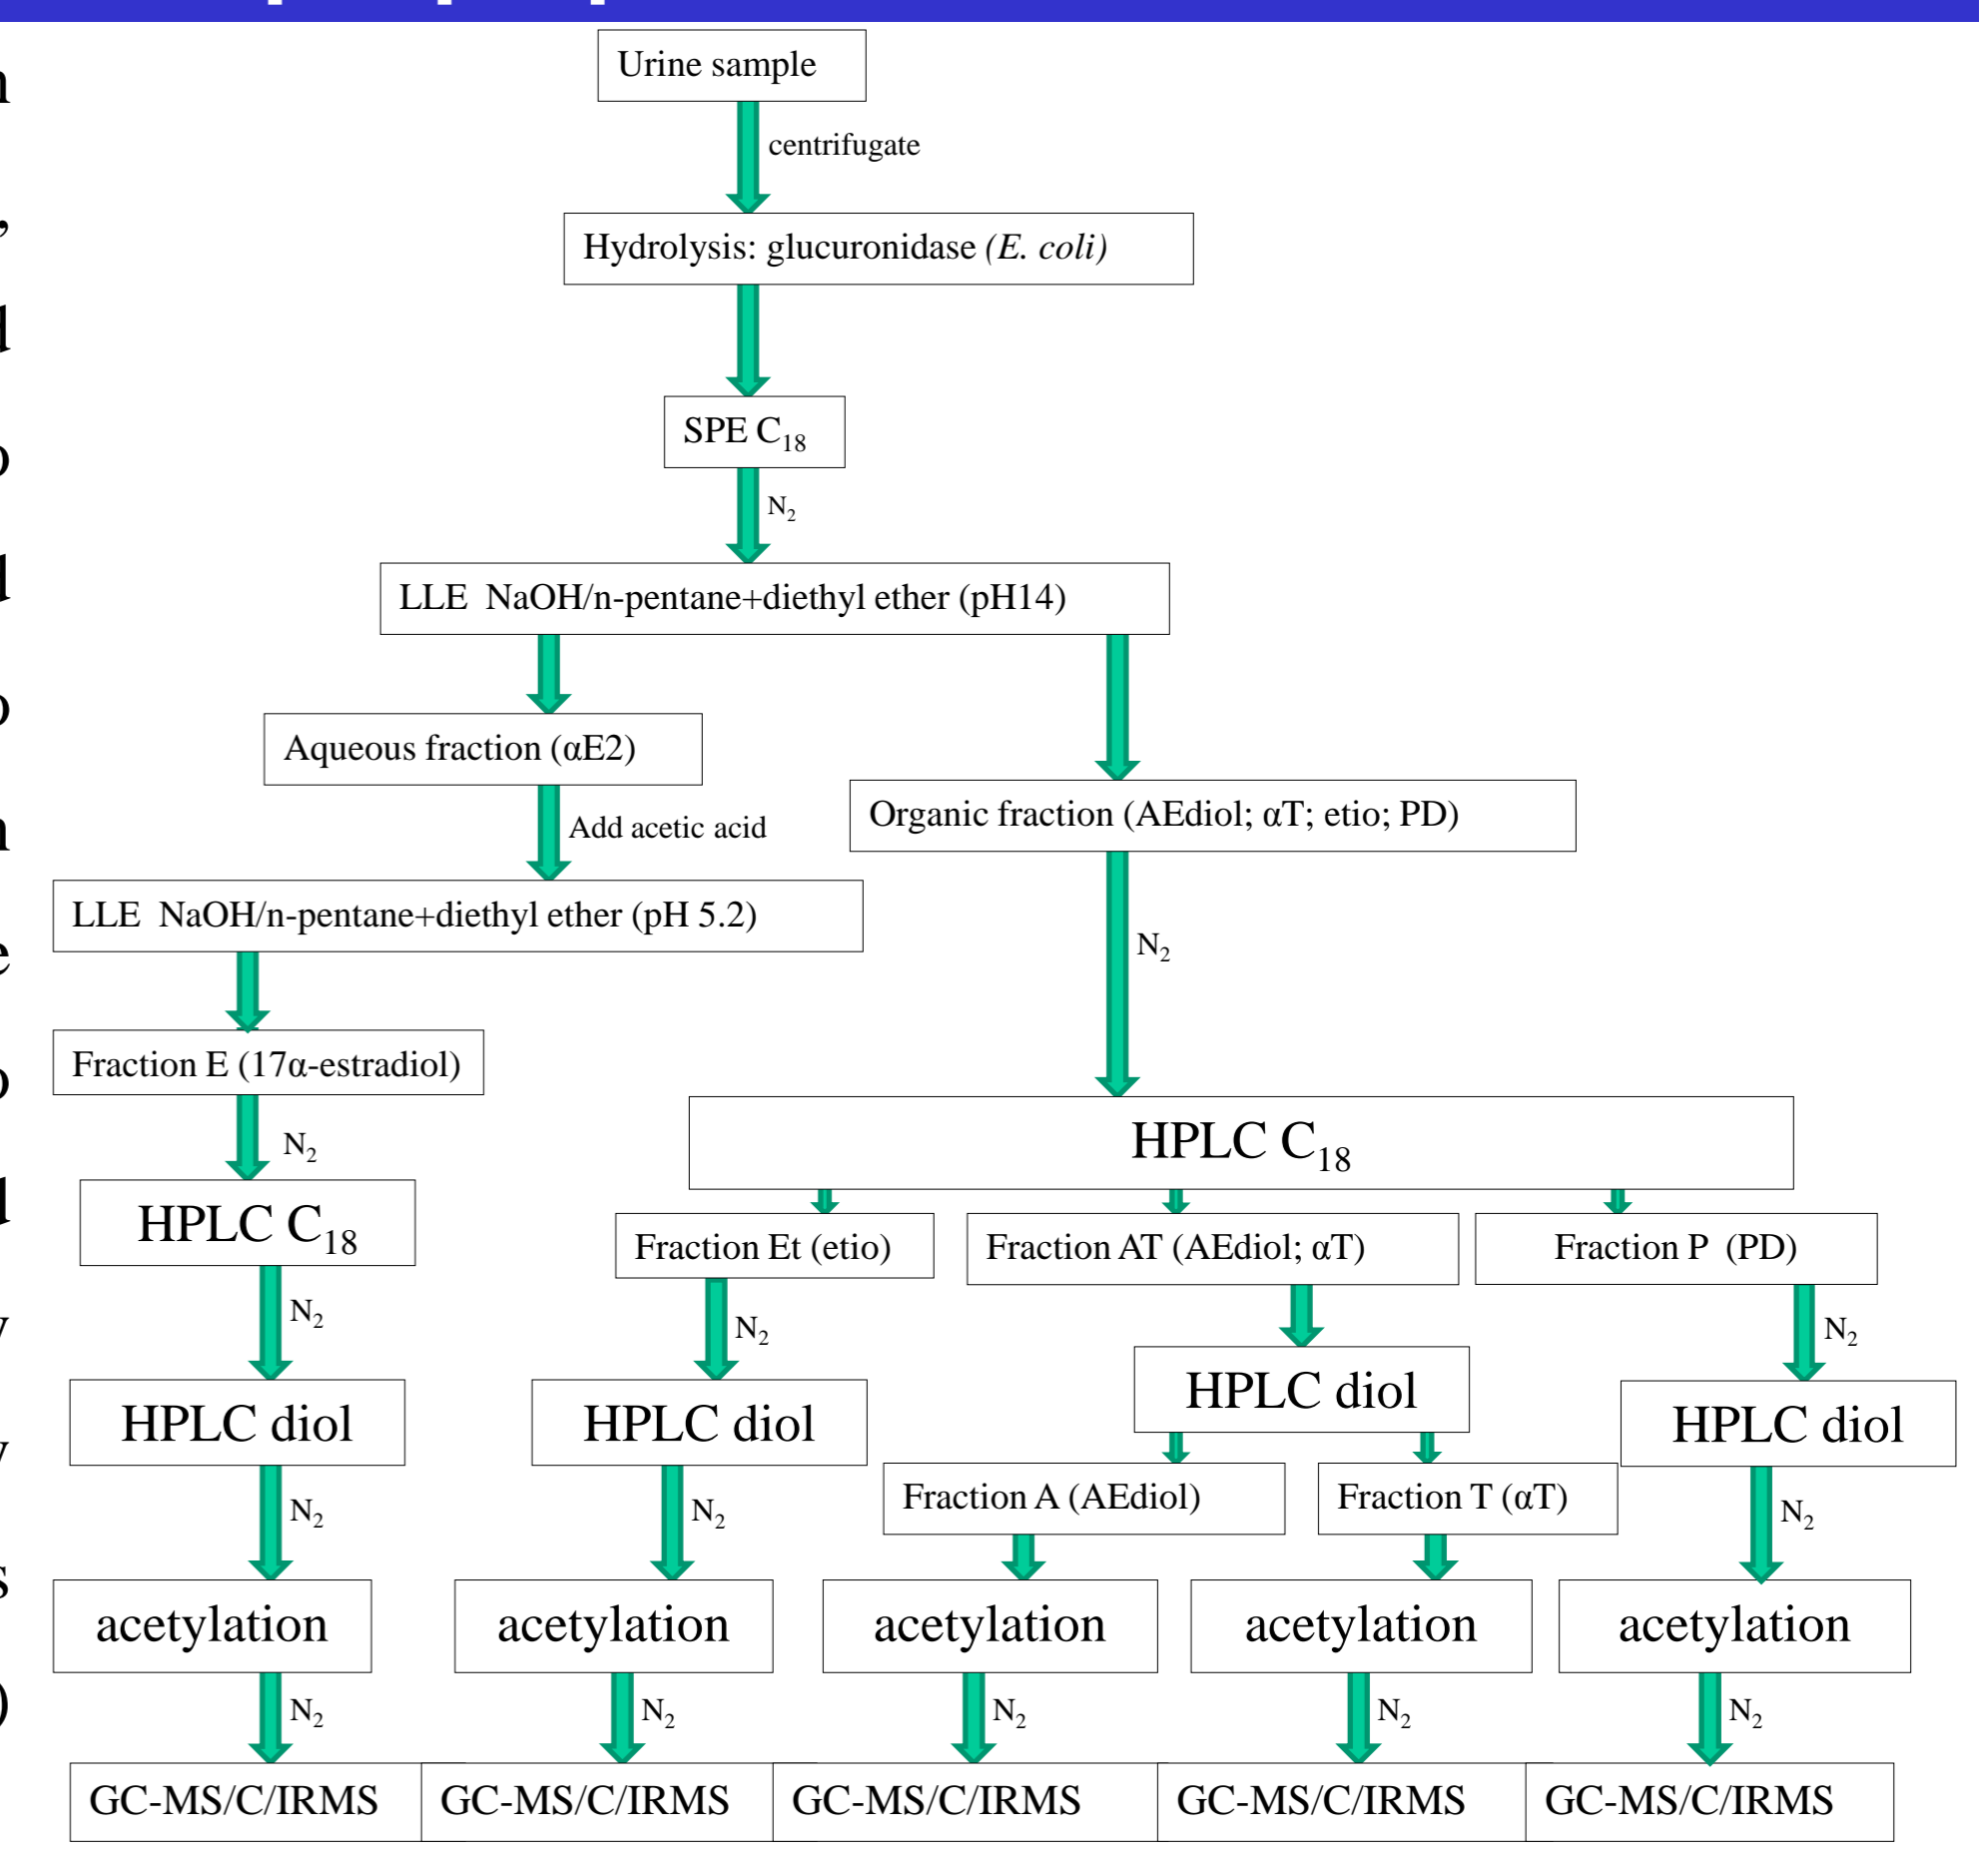 Urine sample
centrifugate
Hydrolysis: glucuronidase (E. coli)
SPE C₁₈
N₂
LLE NaOH/n-pentane+diethyl ether (pH14)
Aqueous fraction (αE2)
Organic fraction (AEdiol; αT; etio; PD)
Add acetic acid
LLE NaOH/n-pentane+diethyl ether (pH 5.2)
N₂
Fraction E (17α-estradiol)
N₂
HPLC C₁₈
HPLC C₁₈
Fraction Et (etio)
Fraction AT (AEdiol; αT)
Fraction P (PD)
N₂
N₂
N₂
HPLC diol
HPLC diol
HPLC diol
HPLC diol
Fraction A (AEdiol)
Fraction T (αT)
N₂
N₂
N₂
acetylation
acetylation
acetylation
acetylation
acetylation
N₂
N₂
N₂
N₂
N₂
GC-MS/C/IRMS
GC-MS/C/IRMS
GC-MS/C/IRMS
GC-MS/C/IRMS
GC-MS/C/IRMS